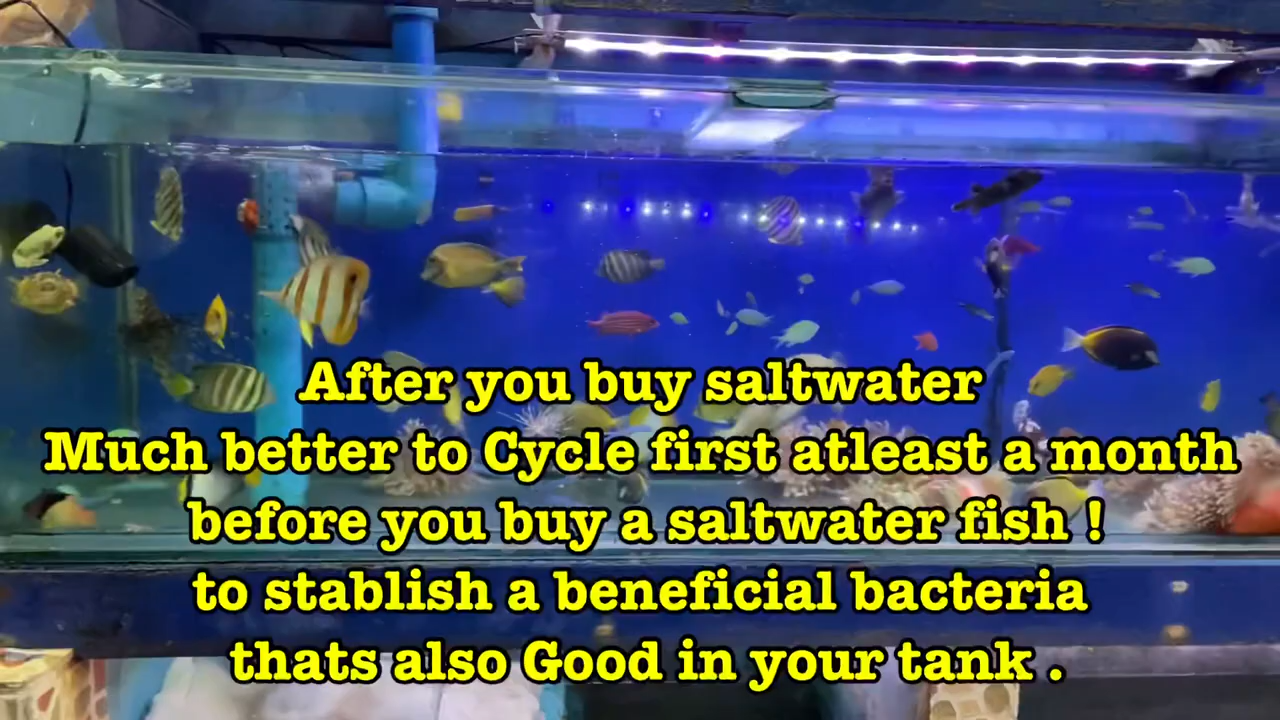 After you buy saltwater
Much better to Cycle first atleast a month
before you buy a saltwater fish !
to stablish a beneficial bacteria
thats also Good in your tank .